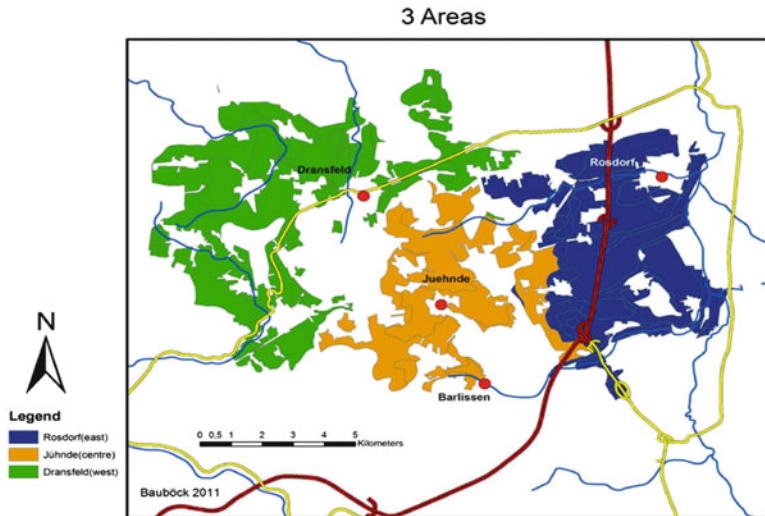 3 Areas
Rosdorf
Dransfeld
Juehnde
Barlissen
N
Legend
Rosdorf(east)
Jühnde(centre)
Dransfeld(west)
0 0,5 1 2 3 4 5
Kilometers
Bauböck 2011